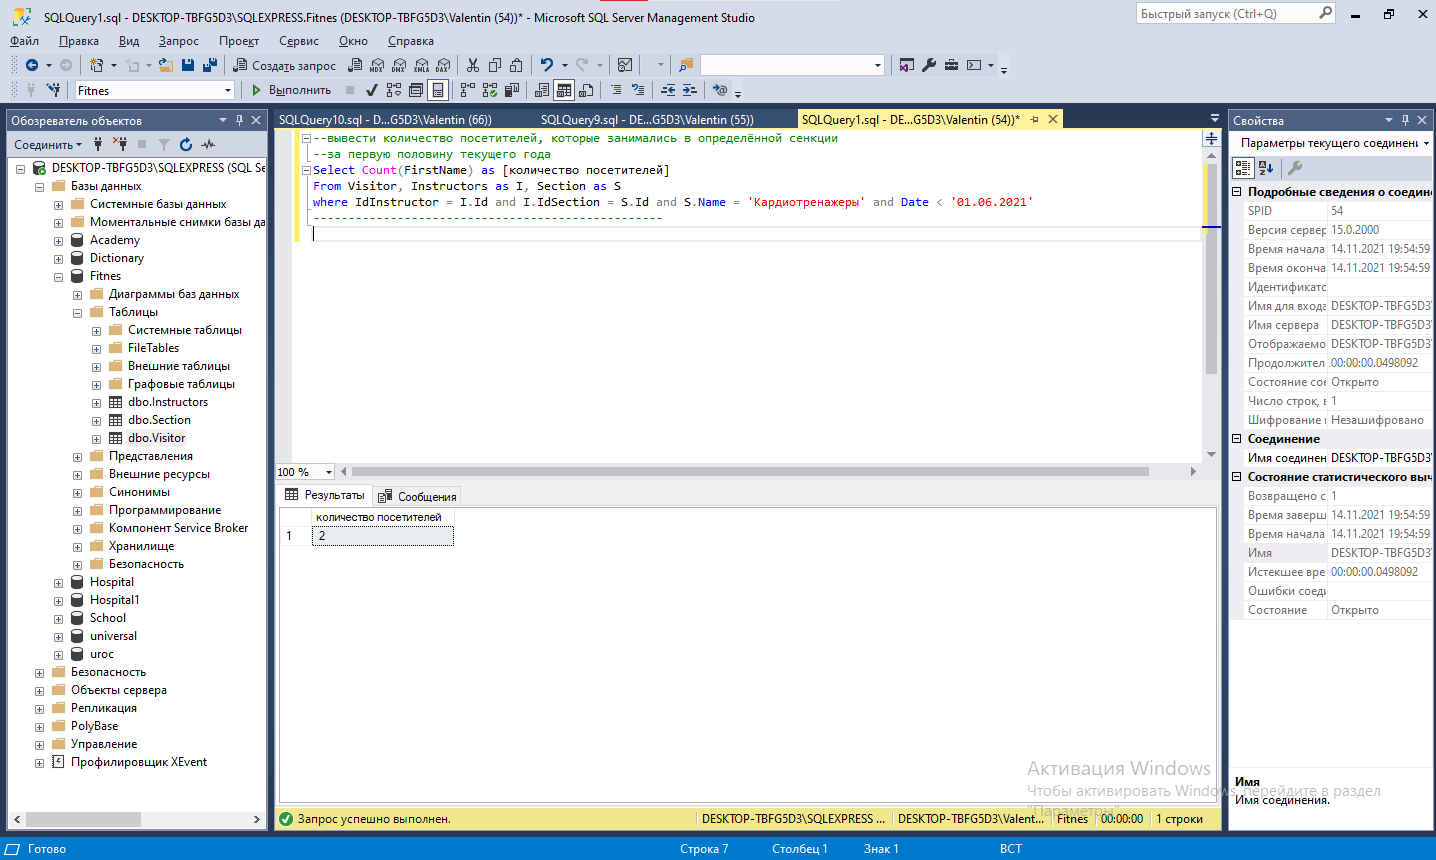 SQLQuery1.sql - DESKTOP-TBFG5D3\SQLEXPRESS.Fitnes (DESKTOP-TBFG5D3\Valentin (54))* - Microsoft SQL Server Management Studio
Быстрый запуск (Ctrl+Q)
Файл Правка Вид Запрос Проект Сервис Окно Справка
Создать запрос
MDX DMX XMLA DAX
Fitnes
Выполнить
Обозреватель объектов
Соединить
DESKTOP-TBFG5D3\SQLEXPRESS (SQL Se
Базы данных
Системные базы данных
Моментальные снимки базы да
Academy
Dictionary
Fitnes
Диаграммы баз данных
Таблицы
Системные таблицы
FileTables
Внешние таблицы
Графовые таблицы
dbo.Instructors
dbo.Section
dbo.Visitor
Представления
Внешние ресурсы
Синонимы
Программирование
Компонент Service Broker
Хранилище
Безопасность
Hospital
Hospital1
School
universal
uroc
Безопасность
Объекты сервера
Репликация
PolyBase
Управление
Профилировщик XEvent
SQLQuery10.sql - D...G5D3\Valentin (66)) SQLQuery9.sql - DE...G5D3\Valentin (55)) SQLQuery1.sql - DE...G5D3\Valentin (54))*
--вывести количество посетителей, которые занимались в определённой секции
--за первую половину текущего года
Select Count(FirstName) as [количество посетителей]
From Visitor, Instructors as I, Section as S
where IdInstructor = I.Id and I.IdSection = S.Id and S.Name = 'Кардиотренажеры' and Date < '01.06.2021'
--------------------------------------------------
100 %
Результаты Сообщения
количество посетителей
1 2
Запрос успешно выполнен. DESKTOP-TBFG5D3\SQLEXPRESS ... DESKTOP-TBFG5D3\Valent... Fitnes 00:00:00 1 строки
Свойства
Параметры текущего соединени
Подробные сведения о соедин
SPID 54
Версия сервер 15.0.2000
Время начала 14.11.2021 19:54:59
Время оконча 14.11.2021 19:54:59
Идентификато
Имя для входа DESKTOP-TBFG5D3\
Имя сервера DESKTOP-TBFG5D3\
Отображаемо DESKTOP-TBFG5D3\
Продолжител 00:00:00.0498092
Состояние сое Открыто
Число строк, в 1
Шифрование п Незашифровано
Соединение
Имя соединен DESKTOP-TBFG5D3\
Состояние статистического выч
Возвращено с 1
Время заверш 14.11.2021 19:54:59
Время начала 14.11.2021 19:54:59
Имя DESKTOP-TBFG5D3\
Истекшее вре 00:00:00.0498092
Ошибки соеди
Состояние Открыто
Имя
Имя соединения.
Активация Windows
Чтобы активировать Windows, перейдите в раздел
"Параметры".
Готово Строка 7 Столбец 1 Знак 1 ВСТ